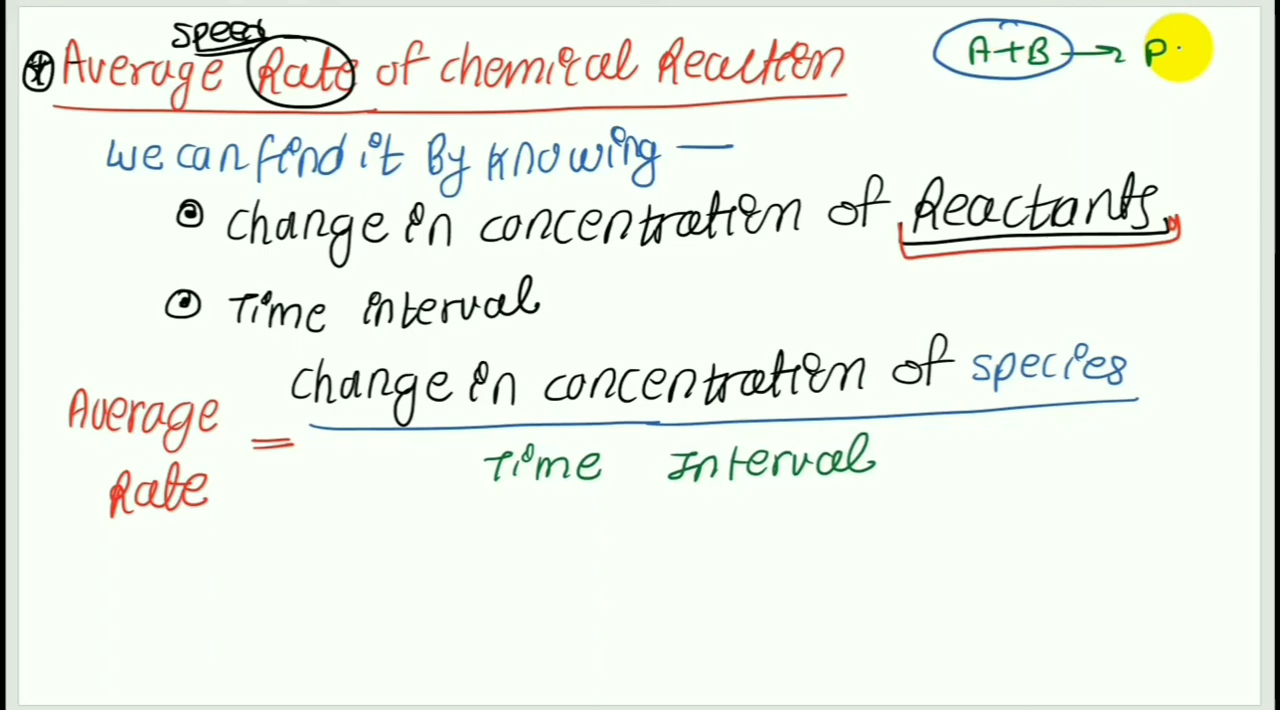 speed
Average Rate of chemical Reaction
A+B → P
we can find it By knowing —
change in concentration of Reactants
Time interval
change in concentration of species
Average Rate =
Time Interval